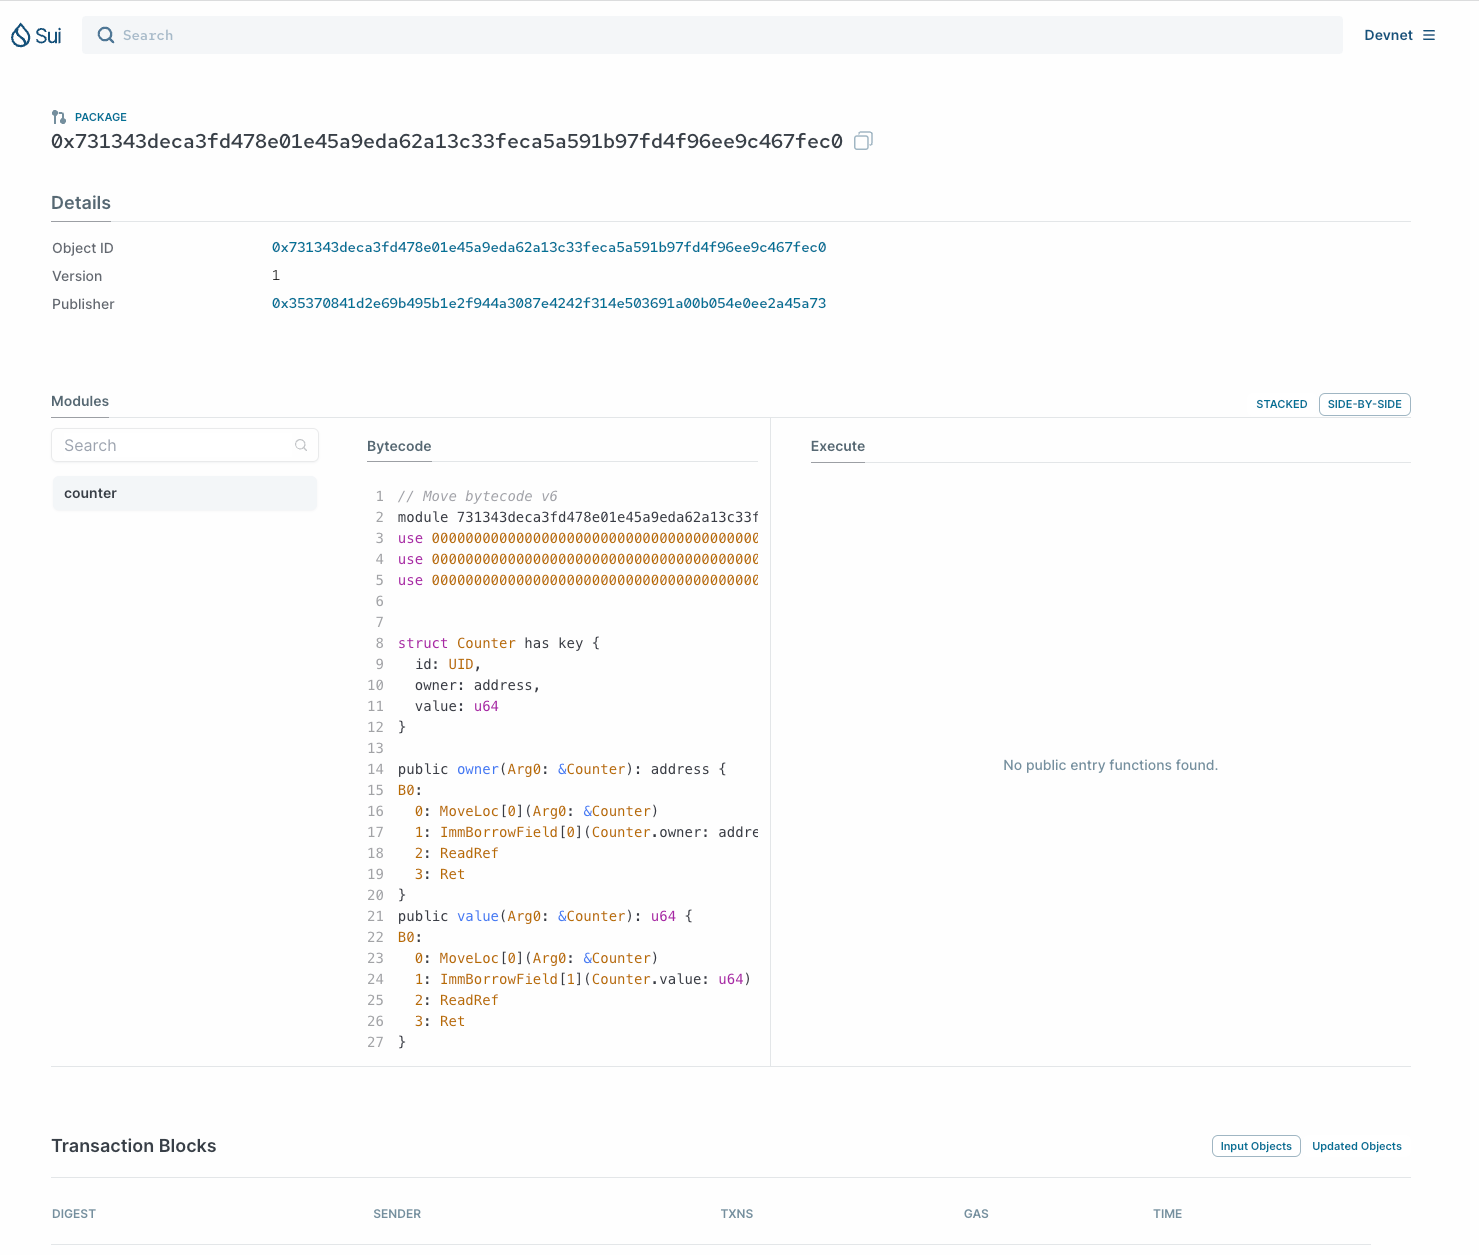 Sui
Search
Devnet
PACKAGE
0x731343deca3fd478e01e45a9eda62a13c33feca5a591b97fd4f96ee9c467fec0
Details
Object ID 0x731343deca3fd478e01e45a9eda62a13c33feca5a591b97fd4f96ee9c467fec0
Version 1
Publisher 0x35370841d2e69b495b1e2f944a3087e4242f314e503691a00b054e0ee2a45a73
Modules
STACKED SIDE-BY-SIDE
Search
counter
Bytecode
1 // Move bytecode v6
2 module 731343deca3fd478e01e45a9eda62a13c33f
3 use 000000000000000000000000000000000000000
4 use 000000000000000000000000000000000000000
5 use 000000000000000000000000000000000000000
6
7
8 struct Counter has key {
9 id: UID,
10 owner: address,
11 value: u64
12 }
13
14 public owner(Arg0: &Counter): address {
15 B0:
16 0: MoveLoc[0](Arg0: &Counter)
17 1: ImmBorrowField[0](Counter.owner: addre
18 2: ReadRef
19 3: Ret
20 }
21 public value(Arg0: &Counter): u64 {
22 B0:
23 0: MoveLoc[0](Arg0: &Counter)
24 1: ImmBorrowField[1](Counter.value: u64)
25 2: ReadRef
26 3: Ret
27 }
Execute
No public entry functions found.
Transaction Blocks
Input Objects Updated Objects
DIGEST SENDER TXNS GAS TIME